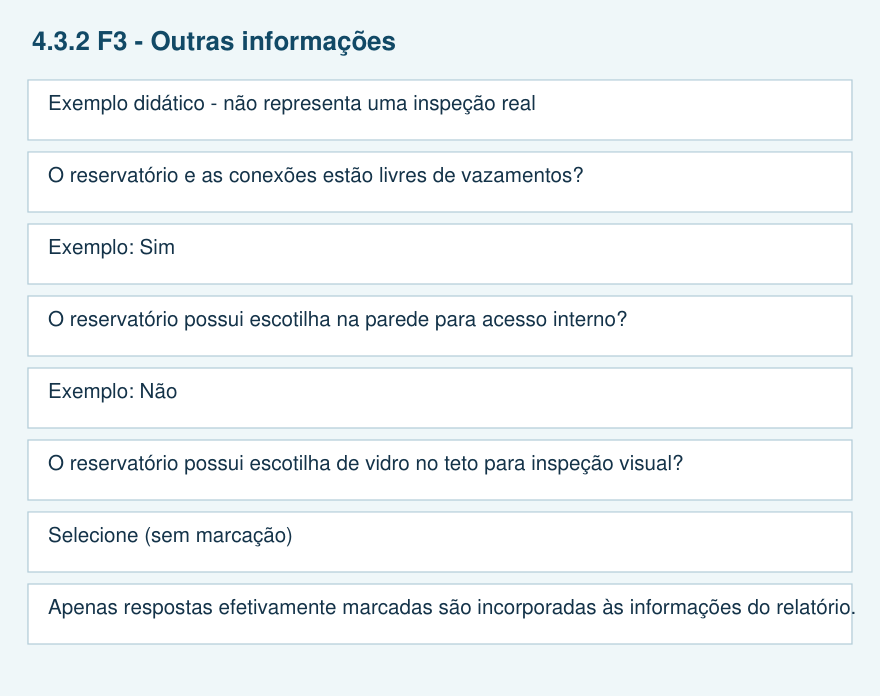 4.3.2 F3 - Outras informações
Exemplo didático - não representa uma inspeção real
O reservatório e as conexões estão livres de vazamentos?
Exemplo: Sim
O reservatório possui escotilha na parede para acesso interno?
Exemplo: Não
O reservatório possui escotilha de vidro no teto para inspeção visual?
Selecione (sem marcação)
Apenas respostas efetivamente marcadas são incorporadas às informações do relatório.